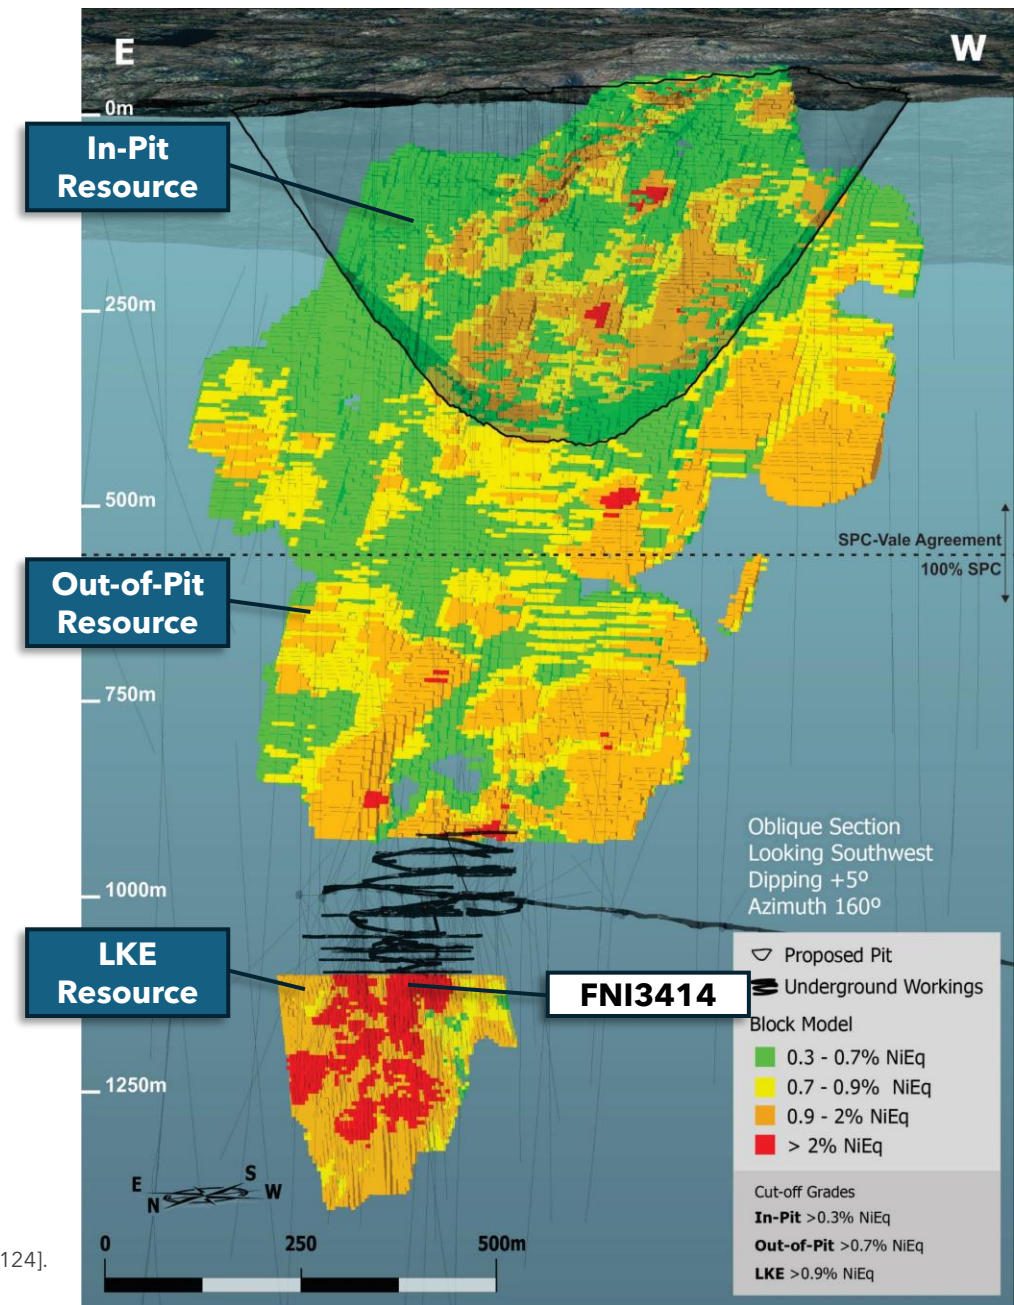 E
W
0m
In-Pit
Resource
250m
500m
SPC-Vale Agreement
100% SPC
Out-of-Pit
Resource
750m
Oblique Section
Looking Southwest
Dipping +5º
Azimuth 160º
1000m
LKE
Resource
FNI3414
Proposed Pit
Underground Workings
Block Model
0.3 - 0.7% NiEq
0.7 - 0.9% NiEq
0.9 - 2% NiEq
> 2% NiEq
1250m
E
S
N
W
Cut-off Grades
In-Pit >0.3% NiEq
Out-of-Pit >0.7% NiEq
LKE >0.9% NiEq
0
250
500m
124].